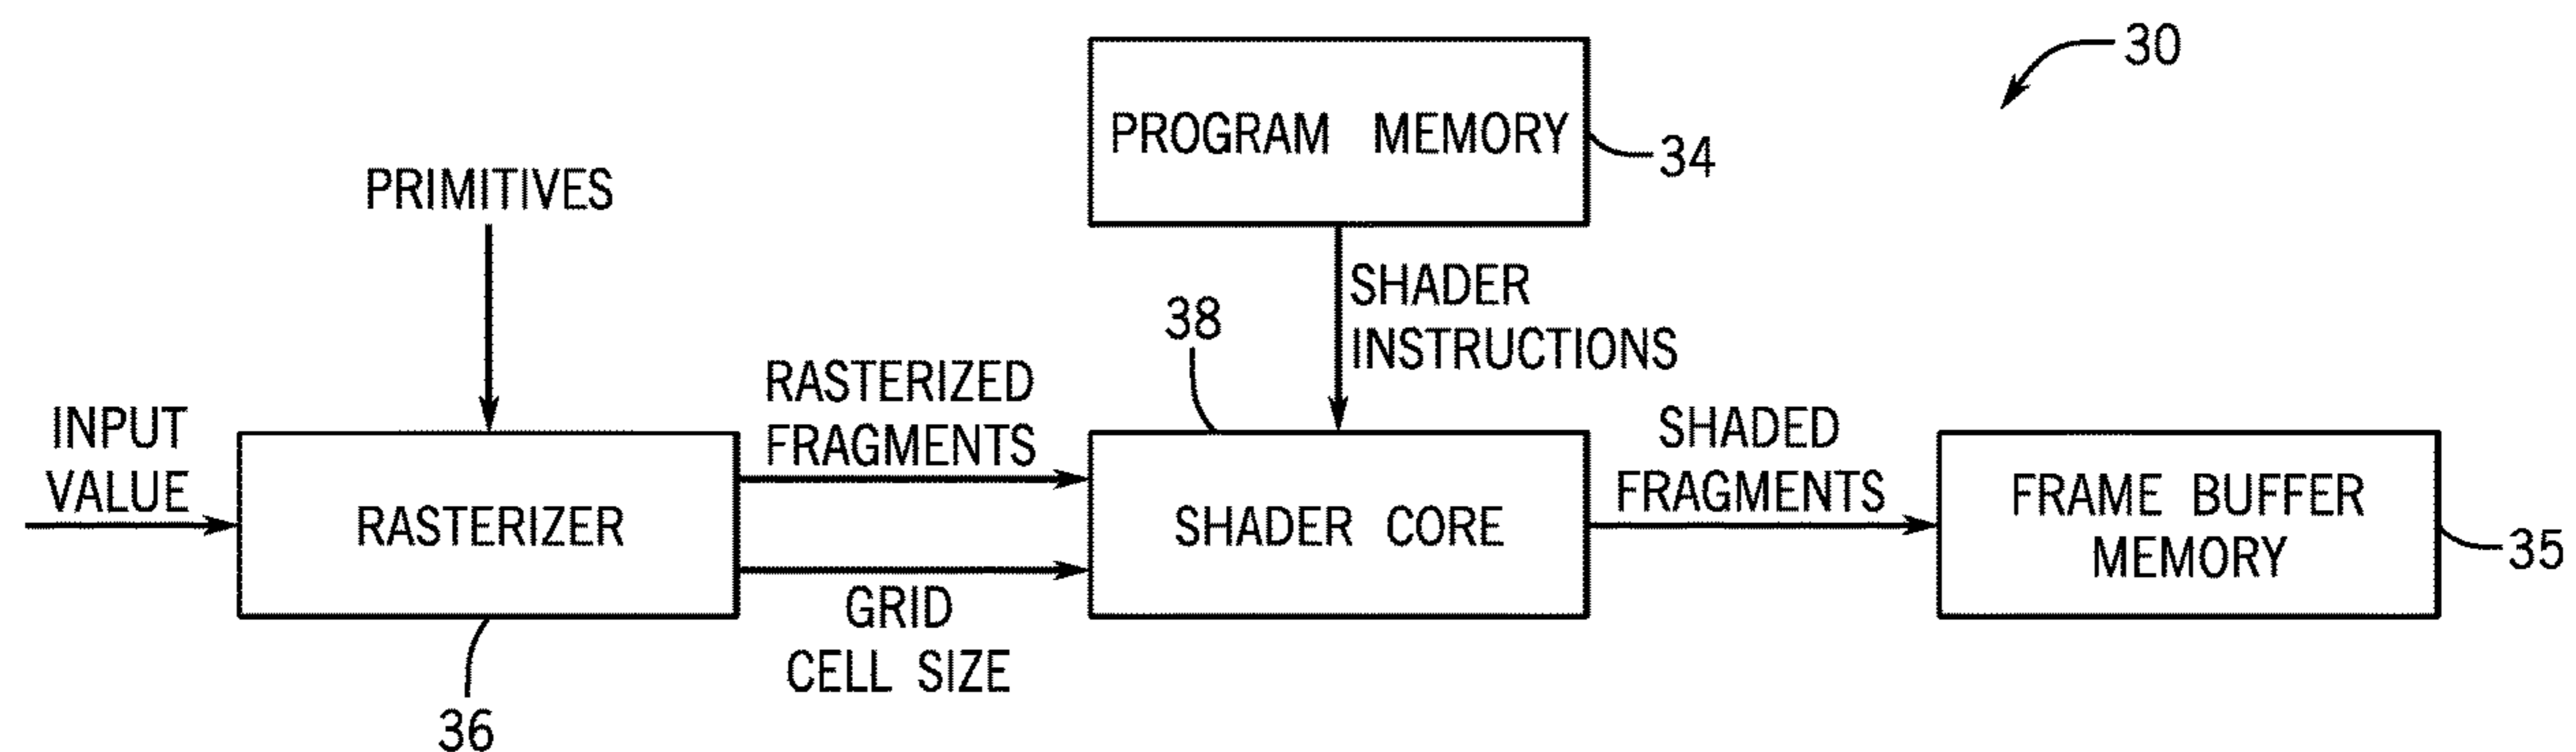 30
PROGRAM MEMORY
34
PRIMITIVES
SHADER
INSTRUCTIONS
38
RASTERIZED
FRAGMENTS
INPUT
VALUE
RASTERIZER
SHADER CORE
SHADED
FRAGMENTS
FRAME BUFFER
MEMORY
35
GRID
CELL SIZE
36